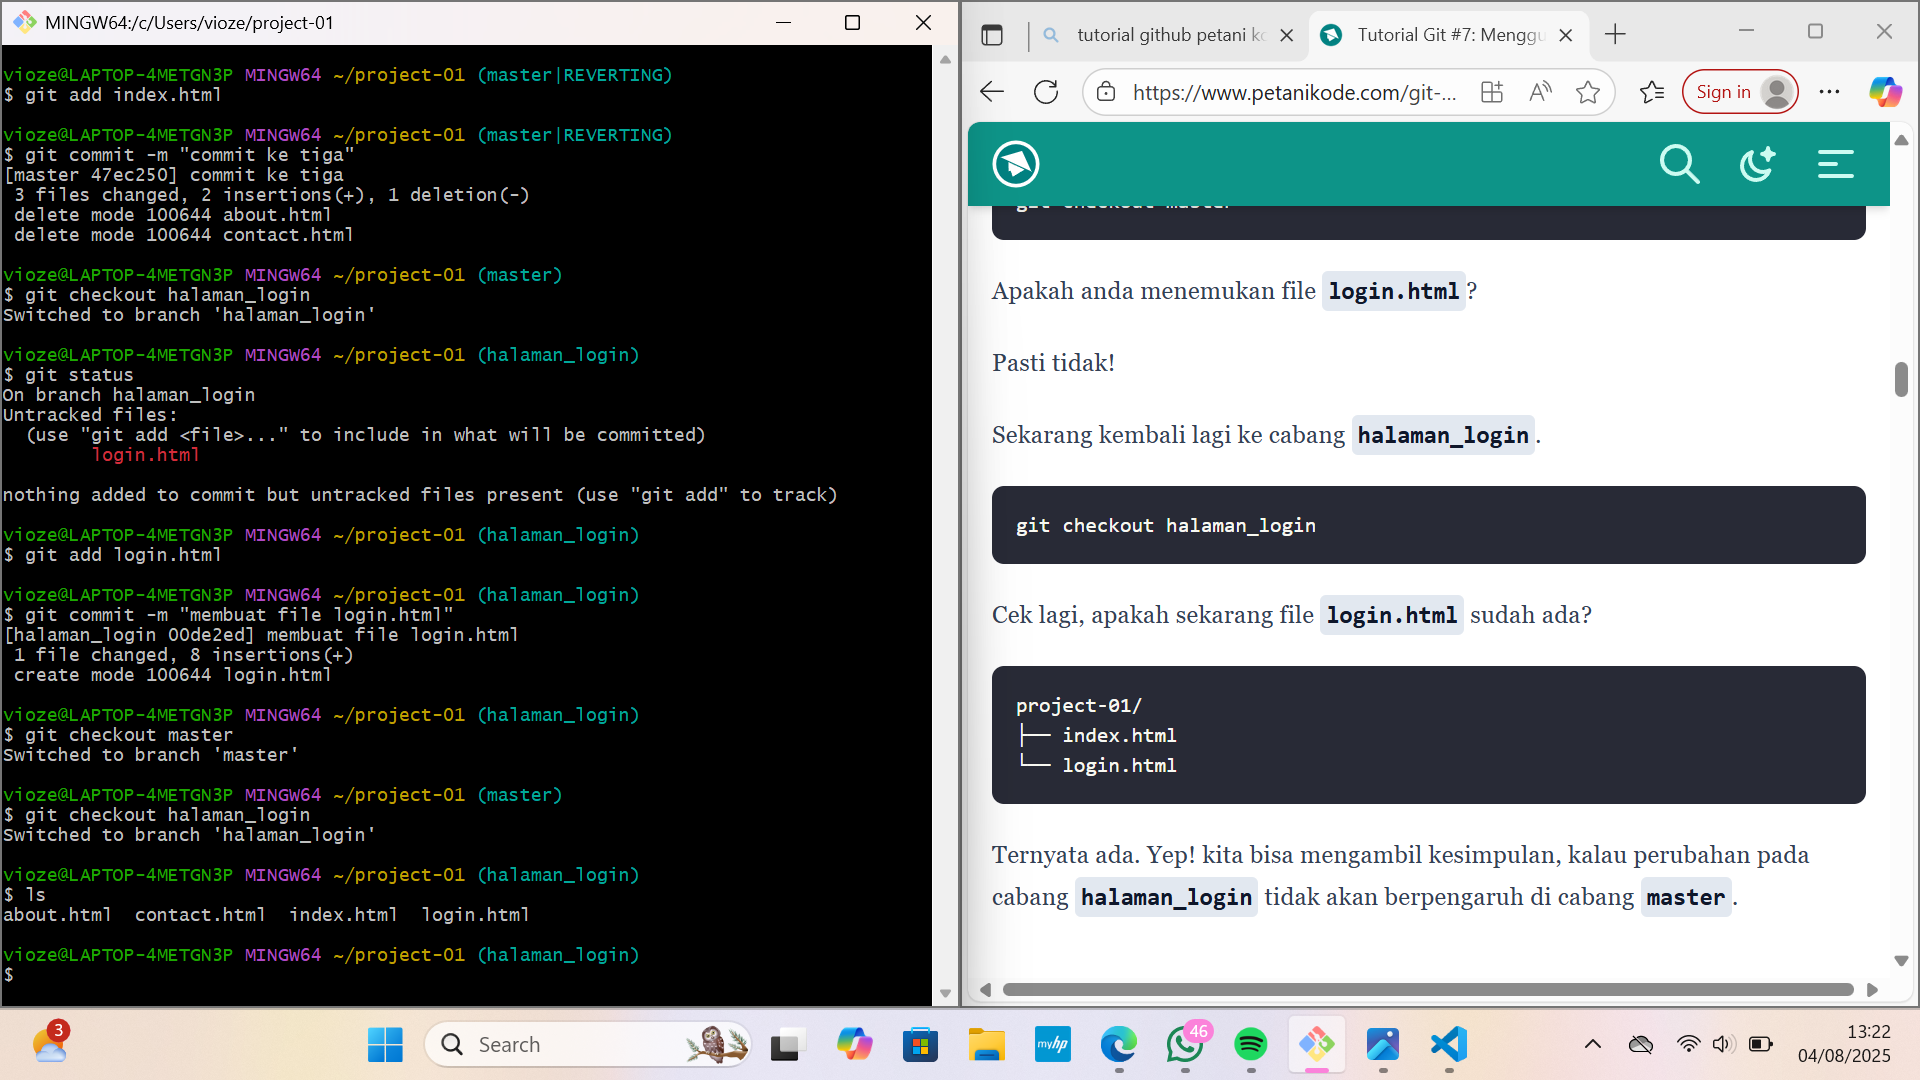 MINGW64:/c/Users/vioze/project-01
vioze@LAPTOP-4METGN3P MINGW64 ~/project-01 (master|REVERTING)
$ git add index.html
vioze@LAPTOP-4METGN3P MINGW64 ~/project-01 (master|REVERTING)
$ git commit -m "commit ke tiga"
[master 47ec250] commit ke tiga
 3 files changed, 2 insertions(+), 1 deletion(-)
 delete mode 100644 about.html
 delete mode 100644 contact.html
vioze@LAPTOP-4METGN3P MINGW64 ~/project-01 (master)
$ git checkout halaman_login
Switched to branch 'halaman_login'
vioze@LAPTOP-4METGN3P MINGW64 ~/project-01 (halaman_login)
$ git status
On branch halaman_login
Untracked files:
  (use "git add <file>..." to include in what will be committed)
        login.html
nothing added to commit but untracked files present (use "git add" to track)
vioze@LAPTOP-4METGN3P MINGW64 ~/project-01 (halaman_login)
$ git add login.html
vioze@LAPTOP-4METGN3P MINGW64 ~/project-01 (halaman_login)
$ git commit -m "membuat file login.html"
[halaman_login 00de2ed] membuat file login.html
 1 file changed, 8 insertions(+)
 create mode 100644 login.html
vioze@LAPTOP-4METGN3P MINGW64 ~/project-01 (halaman_login)
$ git checkout master
Switched to branch 'master'
vioze@LAPTOP-4METGN3P MINGW64 ~/project-01 (master)
$ git checkout halaman_login
Switched to branch 'halaman_login'
vioze@LAPTOP-4METGN3P MINGW64 ~/project-01 (halaman_login)
$ ls
about.html  contact.html  index.html  login.html
vioze@LAPTOP-4METGN3P MINGW64 ~/project-01 (halaman_login)
$
tutorial github petani ko
Tutorial Git #7: Menggu
https://www.petanikode.com/git-...
Sign in
git checkout master
Apakah anda menemukan file login.html?
Pasti tidak!
Sekarang kembali lagi ke cabang halaman_login.
git checkout halaman_login
Cek lagi, apakah sekarang file login.html sudah ada?
project-01/
├── index.html
└── login.html
Ternyata ada. Yep! kita bisa mengambil kesimpulan, kalau perubahan pada
cabang halaman_login tidak akan berpengaruh di cabang master.
3
Search
myhp
46
13:22
04/08/2025